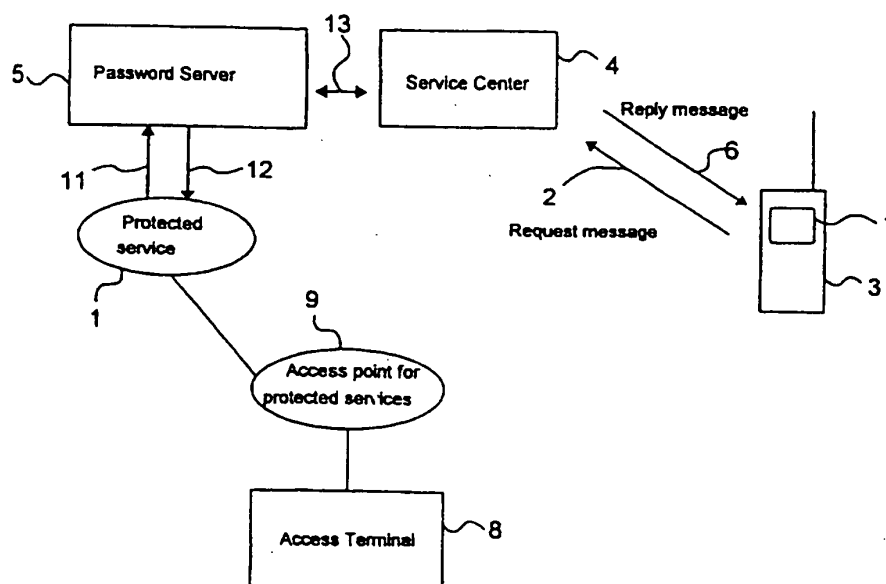 13
5
Password Server
Service Center
4
Reply message
6
11
12
2
Protected
service
Request message
1
3
9
Access point for
protected services
Access Terminal
8